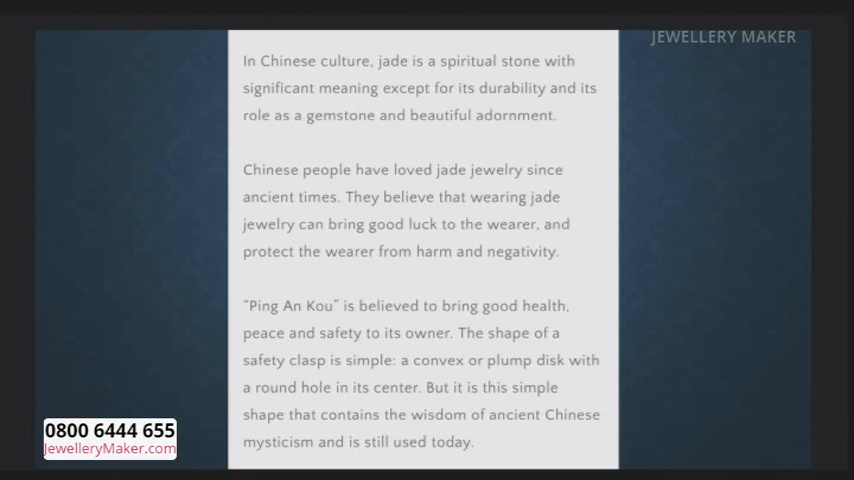 JEWELLERY MAKER
In Chinese culture, jade is a spiritual stone with
significant meaning except for its durability and its
role as a gemstone and beautiful adornment.
Chinese people have loved jade jewelry since
ancient times. They believe that wearing jade
jewelry can bring good luck to the wearer, and
protect the wearer from harm and negativity.
“Ping An Kou” is believed to bring good health,
peace and safety to its owner. The shape of a
safety clasp is simple: a convex or plump disk with
a round hole in its center. But it is this simple
shape that contains the wisdom of ancient Chinese
mysticism and is still used today.
0800 6444 655
JewelleryMaker.com